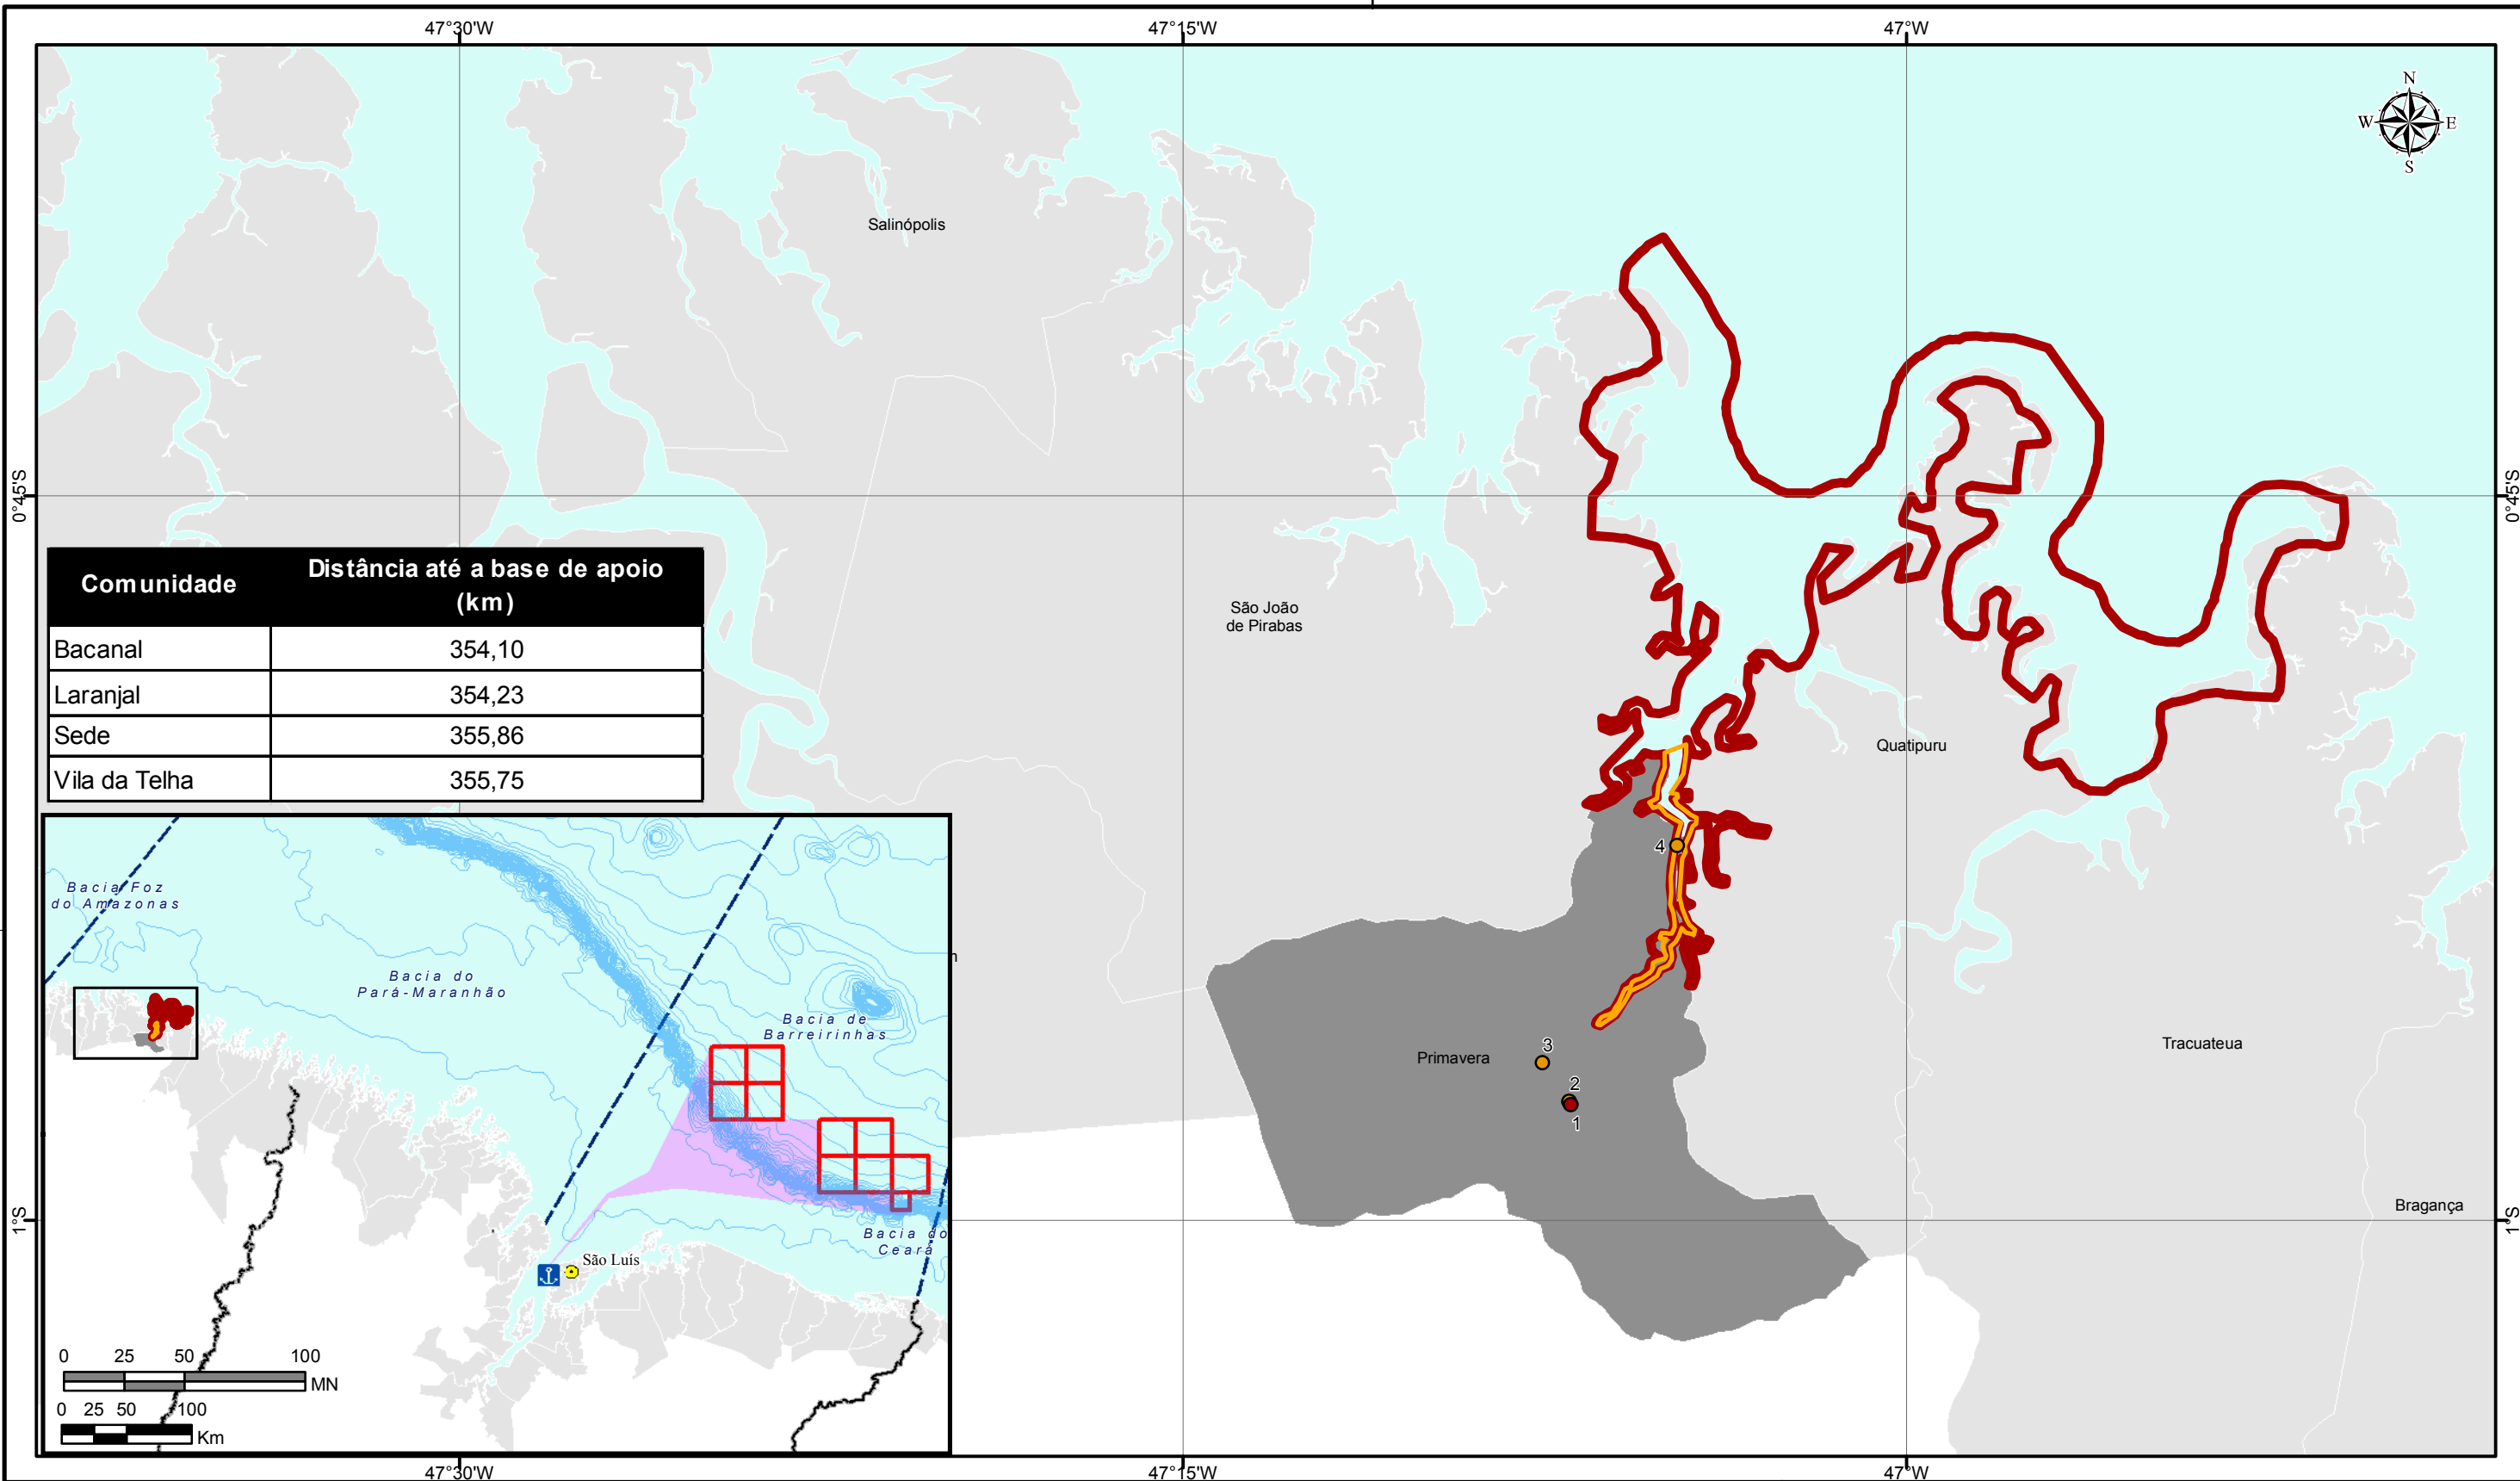 47°30'W
47°15'W
47°W
N
W
E
S
Salinópolis
0°45'S
0°45'S
Comunidade
Distância até a base de apoio
(km)
Bacanal
354,10
Laranjal
354,23
Sede
355,86
Vila da Telha
355,75
São João
de Pirabas
Quatipuru
4
3
Primavera
2
1
Tracuateua
Bragança
Bacia Foz
do Amazonas
Bacia do
Pará-Maranhão
Bacia de
Barreirinhas
Bacia do
Ceará
São Luís
0 25 50 100
MN
0 25 50 100
Km
1°S
1°S
47°30'W
47°15'W
47°W